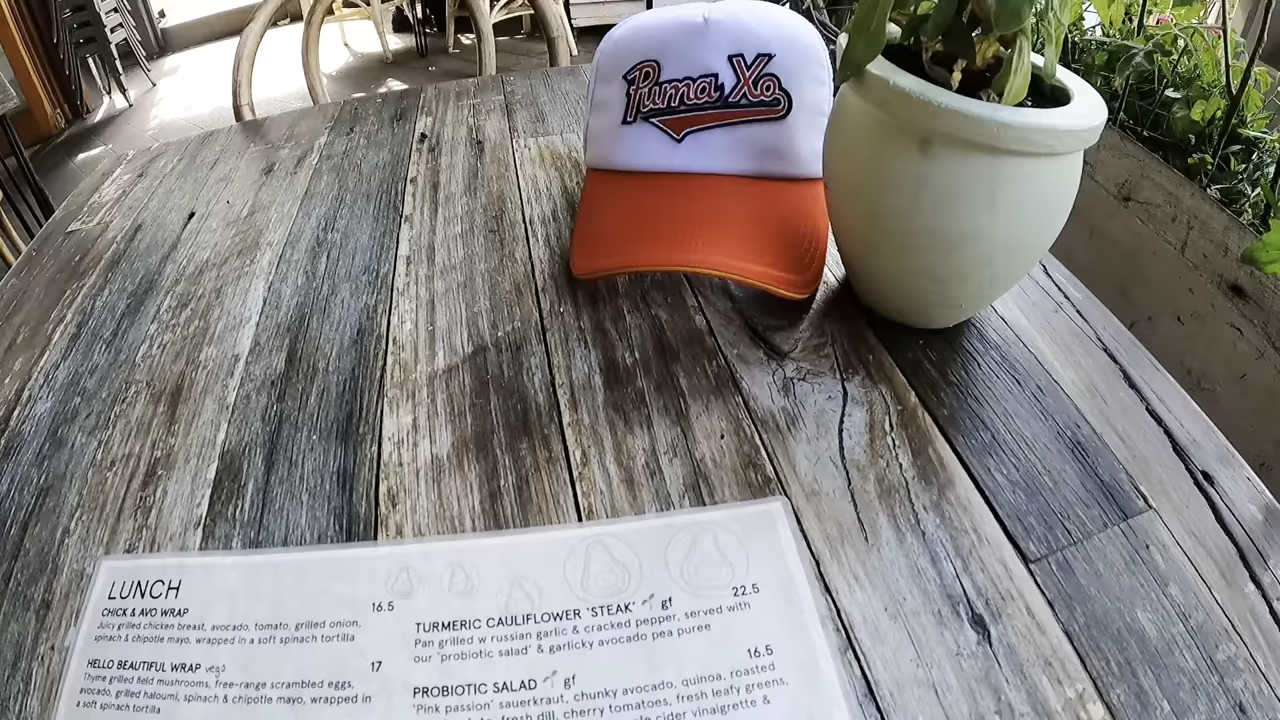 Puma Xo
LUNCH
CHICK & AVO WRAP 16.5
Juicy grilled chicken breast, avocado, tomato, grilled onion,
spinach & chipotle mayo, wrapped in a soft spinach tortilla
HELLO BEAUTIFUL WRAP veg 17
Thyme grilled field mushrooms, free-range scrambled eggs,
avocado, grilled haloumi, spinach & chipotle mayo, wrapped in
a soft spinach tortilla
TURMERIC CAULIFLOWER 'STEAK' gf 22.5
Pan grilled w russian garlic & cracked pepper, served with
our 'probiotic salad' & garlicky avocado pea puree
PROBIOTIC SALAD gf 16.5
'Pink passion' sauerkraut, chunky avocado, quinoa, roasted
fresh dill, cherry tomatoes, fresh leafy greens,
cider vinaigrette &